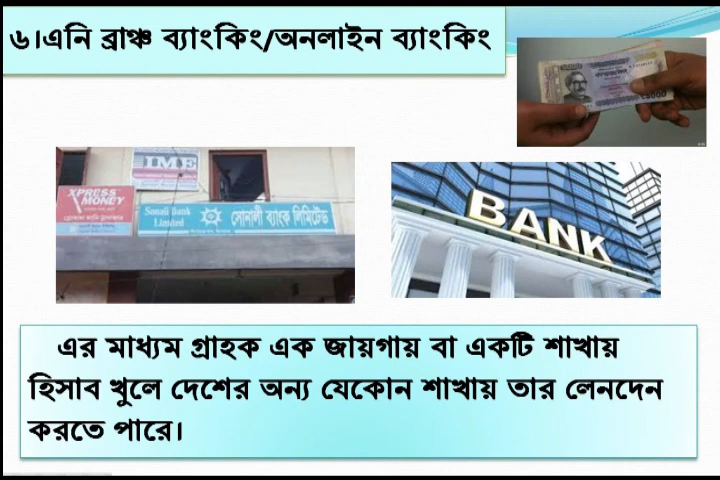 ৬।এনি ব্রাঞ্চ ব্যাংকিং/অনলাইন ব্যাংকিং
IME
XPRESS
MONEY
Sonali Bank
Limited
সোনালী ব্যাংক লিমিটেড
BANK
এর মাধ্যম গ্রাহক এক জায়গায় বা একটি শাখায়
হিসাব খুলে দেশের অন্য যেকোন শাখায় তার লেনদেন
করতে পারে।